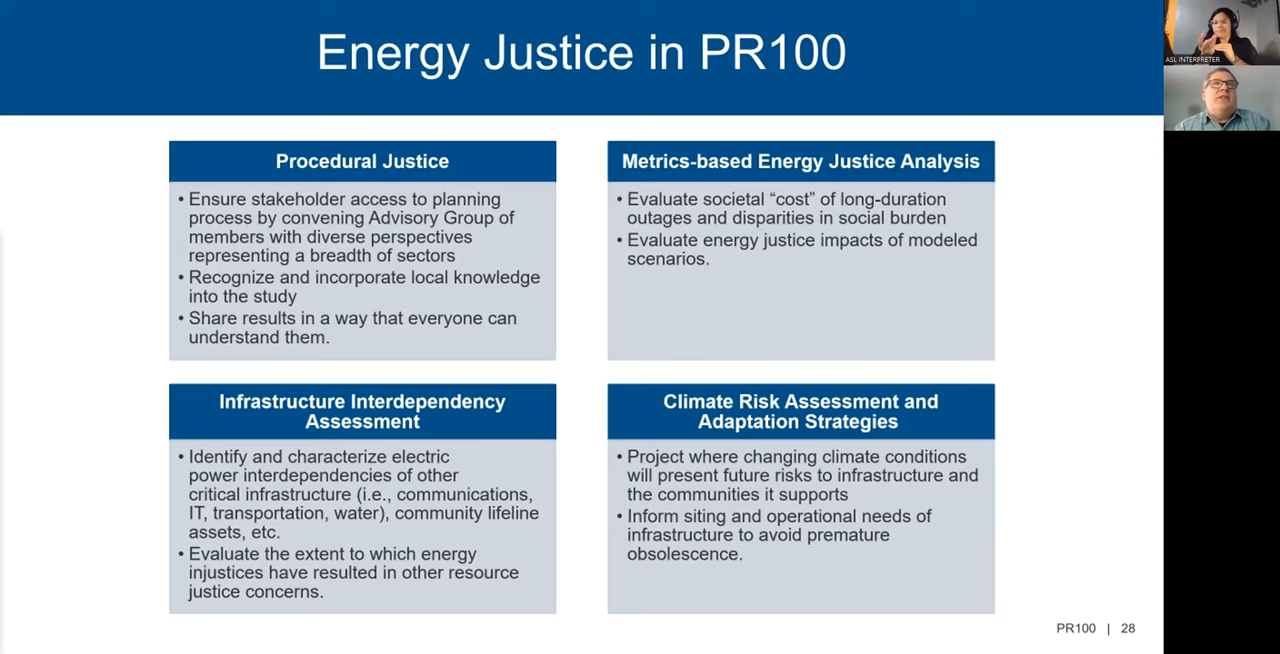 Energy Justice in PR100
ASL INTERPRETER
Procedural Justice
• Ensure stakeholder access to planning
process by convening Advisory Group of
members with diverse perspectives
representing a breadth of sectors
• Recognize and incorporate local knowledge
into the study
• Share results in a way that everyone can
understand them.
Metrics-based Energy Justice Analysis
• Evaluate societal “cost” of long-duration
outages and disparities in social burden
• Evaluate energy justice impacts of modeled
scenarios.
Infrastructure Interdependency
Assessment
• Identify and characterize electric
power interdependencies of other
critical infrastructure (i.e., communications,
IT, transportation, water), community lifeline
assets, etc.
• Evaluate the extent to which energy
injustices have resulted in other resource
justice concerns.
Climate Risk Assessment and
Adaptation Strategies
• Project where changing climate conditions
will present future risks to infrastructure and
the communities it supports
• Inform siting and operational needs of
infrastructure to avoid premature
obsolescence.
PR100 | 28